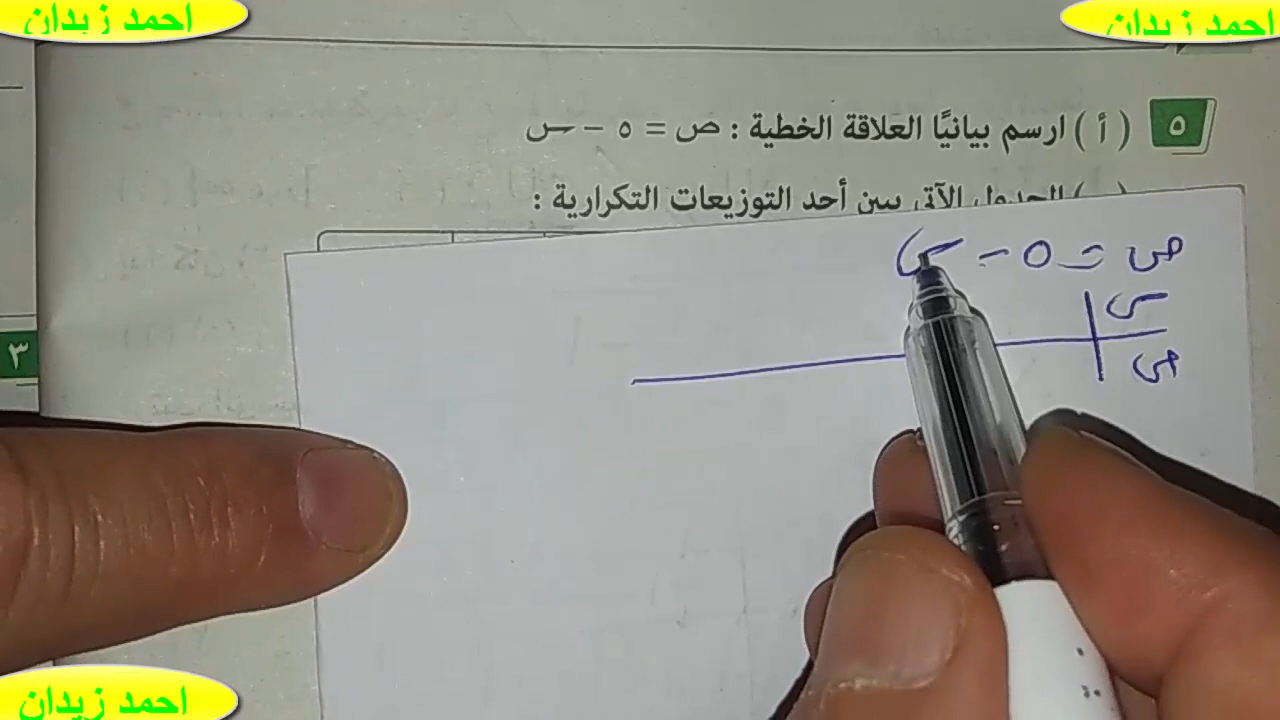 احمد زيدان
احمد زيدان
٥ ( أ ) ارسم بيانيًا العلاقة الخطية : ص = ٥ - س
الجدول الآتي يبين أحد التوزيعات التكرارية :
ص = ٥ - س
س
ص
٣
احمد زيدان